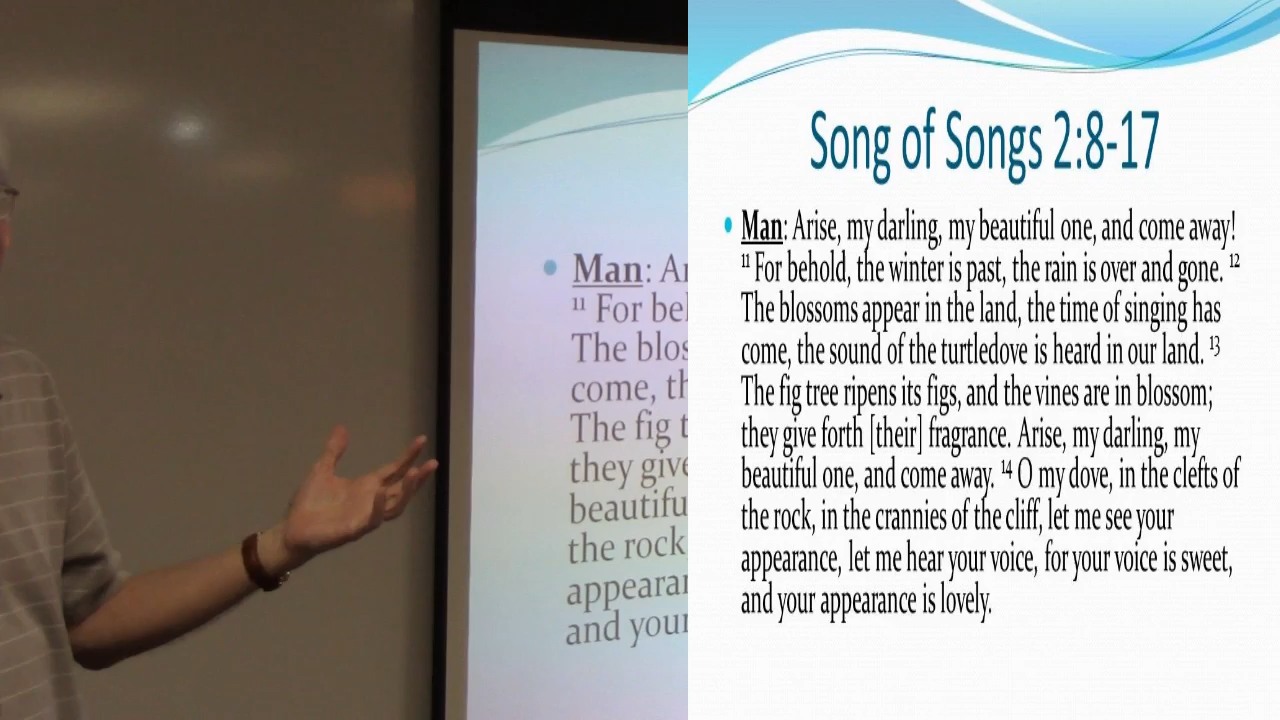 Man: Ar
11 For beh
The blos
come, th
The fig t
they give
beautifu
the rock
appearan
and your
Song of Songs 2:8-17
• Man: Arise, my darling, my beautiful one, and come away!
11 For behold, the winter is past, the rain is over and gone. 12
The blossoms appear in the land, the time of singing has
come, the sound of the turtledove is heard in our land. 13
The fig tree ripens its figs, and the vines are in blossom;
they give forth [their] fragrance. Arise, my darling, my
beautiful one, and come away. 14 O my dove, in the clefts of
the rock, in the crannies of the cliff, let me see your
appearance, let me hear your voice, for your voice is sweet,
and your appearance is lovely.